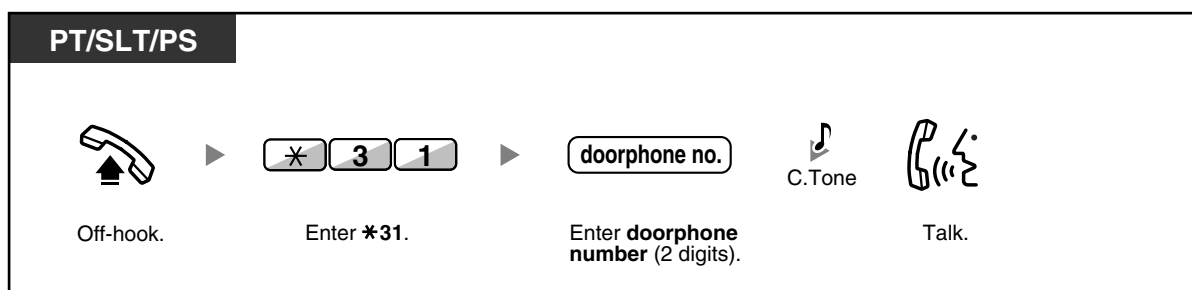 PT/SLT/PS
✳ 3 1
doorphone no.
C.Tone
Off-hook.
Enter ✳31.
Enter doorphone
number (2 digits).
Talk.